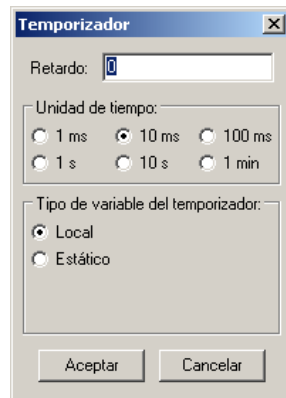 Temporizador
Retardo: 0
Unidad de tiempo:
1 ms 10 ms 100 ms
1 s 10 s 1 min
Tipo de variable del temporizador:
Local
Estático
Aceptar Cancelar